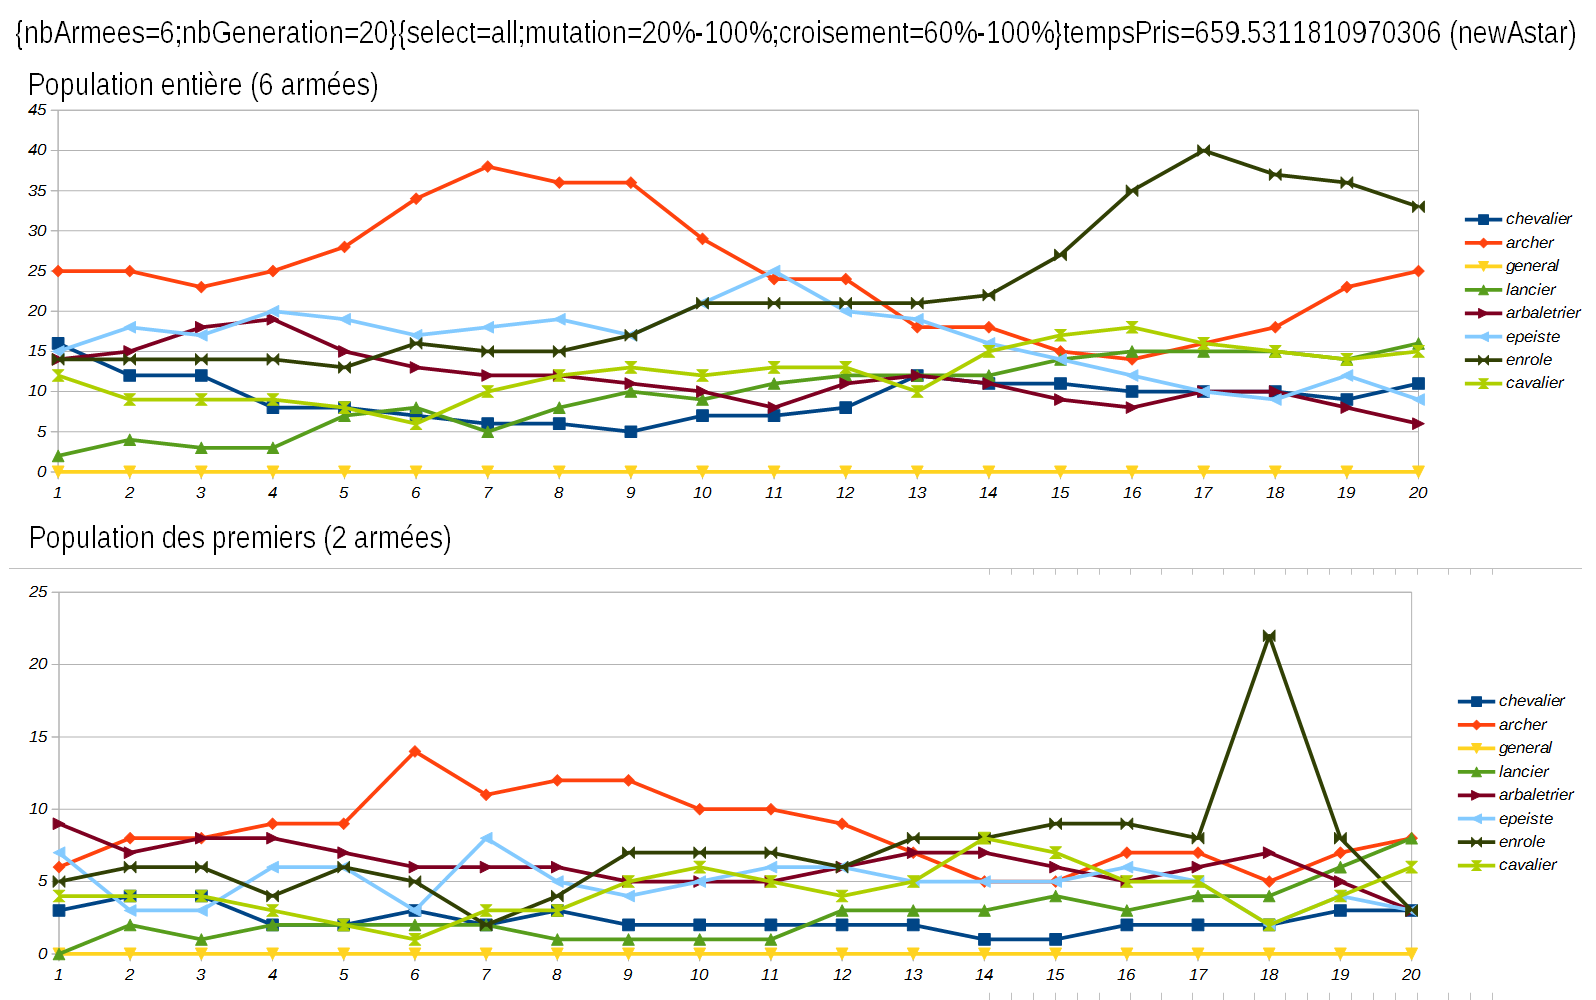 {nbArmees=6;nbGeneration=20}{select=all;mutation=20%-100%;croisement=60%-100%}tempsPris=659.5311810970306 (newAstar)
Population entière (6 armées)
45
40
35
30
25
20
15
10
5
0
1 2 3 4 5 6 7 8 9 10 11 12 13 14 15 16 17 18 19 20
chevalier
archer
general
lancier
arbaletrier
epeiste
enrole
cavalier
Population des premiers (2 armées)
25
20
15
10
5
0
1 2 3 4 5 6 7 8 9 10 11 12 13 14 15 16 17 18 19 20
chevalier
archer
general
lancier
arbaletrier
epeiste
enrole
cavalier